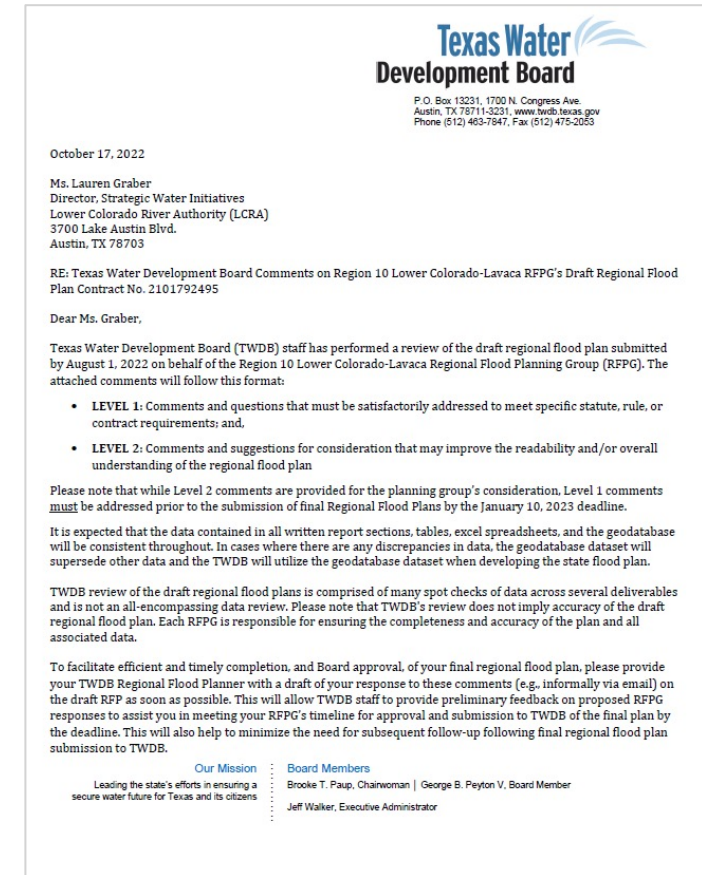 Texas Water
Development Board
P.O. Box 13231, 1700 N. Congress Ave.
Austin, TX 78711-3231, www.twdb.texas.gov
Phone (512) 463-7847, Fax (512) 475-2053
October 17, 2022
Ms. Lauren Graber
Director, Strategic Water Initiatives
Lower Colorado River Authority (LCRA)
3700 Lake Austin Blvd.
Austin, TX 78703
RE: Texas Water Development Board Comments on Region 10 Lower Colorado-Lavaca RFPG's Draft Regional Flood
Plan Contract No. 2101792495
Dear Ms. Graber,
Texas Water Development Board (TWDB) staff has performed a review of the draft regional flood plan submitted
by August 1, 2022 on behalf of the Region 10 Lower Colorado-Lavaca Regional Flood Planning Group (RFPG). The
attached comments will follow this format:
• LEVEL 1: Comments and questions that must be satisfactorily addressed to meet specific statute, rule, or
contract requirements; and,
• LEVEL 2: Comments and suggestions for consideration that may improve the readability and/or overall
understanding of the regional flood plan
Please note that while Level 2 comments are provided for the planning group's consideration, Level 1 comments
must be addressed prior to the submission of final Regional Flood Plans by the January 10, 2023 deadline.
It is expected that the data contained in all written report sections, tables, excel spreadsheets, and the geodatabase
will be consistent throughout. In cases where there are any discrepancies in data, the geodatabase dataset will
supersede other data and the TWDB will utilize the geodatabase dataset when developing the state flood plan.
TWDB review of the draft regional flood plans is comprised of many spot checks of data across several deliverables
and is not an all-encompassing data review. Please note that TWDB's review does not imply accuracy of the draft
regional flood plan. Each RFPG is responsible for ensuring the completeness and accuracy of the plan and all
associated data.
To facilitate efficient and timely completion, and Board approval, of your final regional flood plan, please provide
your TWDB Regional Flood Planner with a draft of your response to these comments (e.g., informally via email) on
the draft RFP as soon as possible. This will allow TWDB staff to provide preliminary feedback on proposed RFPG
responses to assist you in meeting your RFPG's timeline for approval and submission to TWDB of the final plan by
the deadline. This will also help to minimize the need for subsequent follow-up following final regional flood plan
submission to TWDB.
Our Mission
Leading the state's efforts in ensuring a
secure water future for Texas and its citizens
Board Members
Brooke T. Paup, Chairwoman | George B. Peyton V, Board Member
Jeff Walker, Executive Administrator